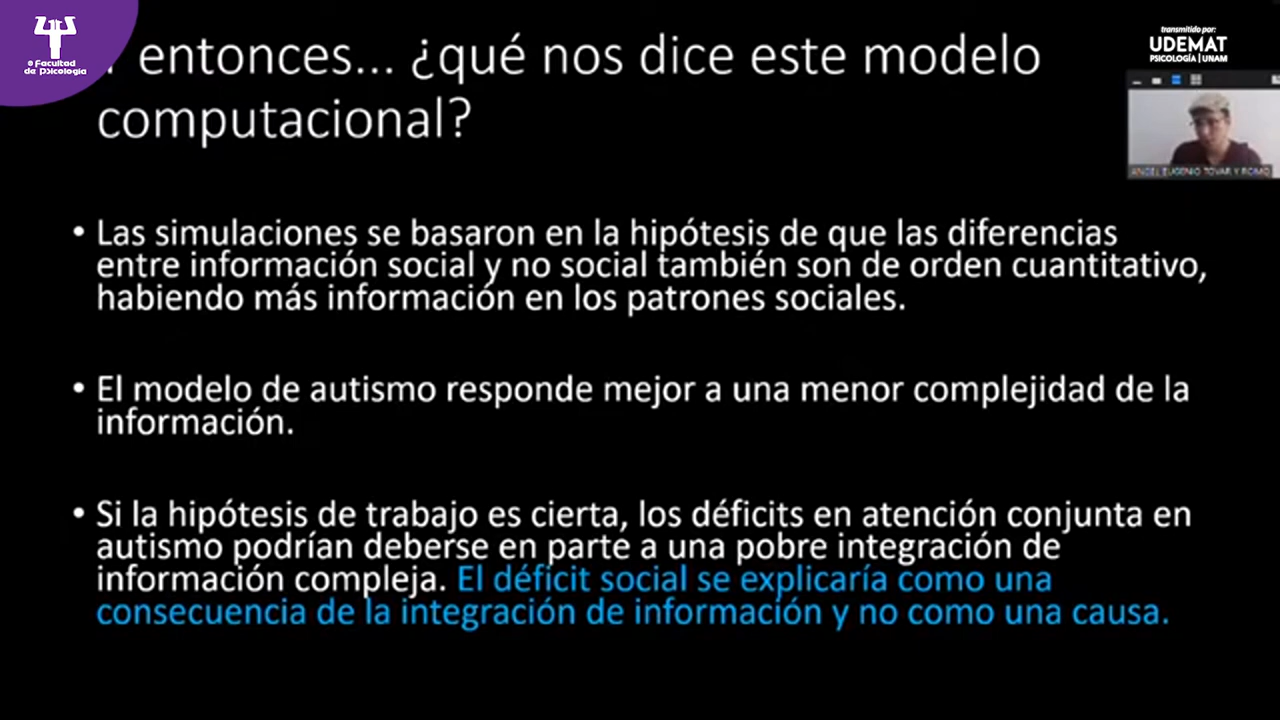 Facultad
de Psicología
transmitido por:
UDEMAT
PSICOLOGÍA | UNAM
entonces... ¿qué nos dice este modelo
computacional?
ANGEL EUGENIO TOVAR Y ROMO
• Las simulaciones se basaron en la hipótesis de que las diferencias
entre información social y no social también son de orden cuantitativo,
habiendo más información en los patrones sociales.
• El modelo de autismo responde mejor a una menor complejidad de la
información.
• Si la hipótesis de trabajo es cierta, los déficits en atención conjunta en
autismo podrían deberse en parte a una pobre integración de
información compleja. El déficit social se explicaría como una
consecuencia de la integración de información y no como una causa.